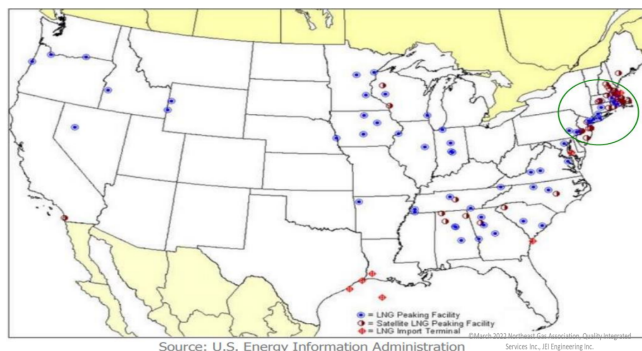 = LNG Peaking Facility
= Satellite LNG Peaking Facility
= LNG Import Terminal
©March 2022 Northeast Gas Association, Quality Integrated
Services Inc., JEI Engineering Inc.
Source: U.S. Energy Information Administration